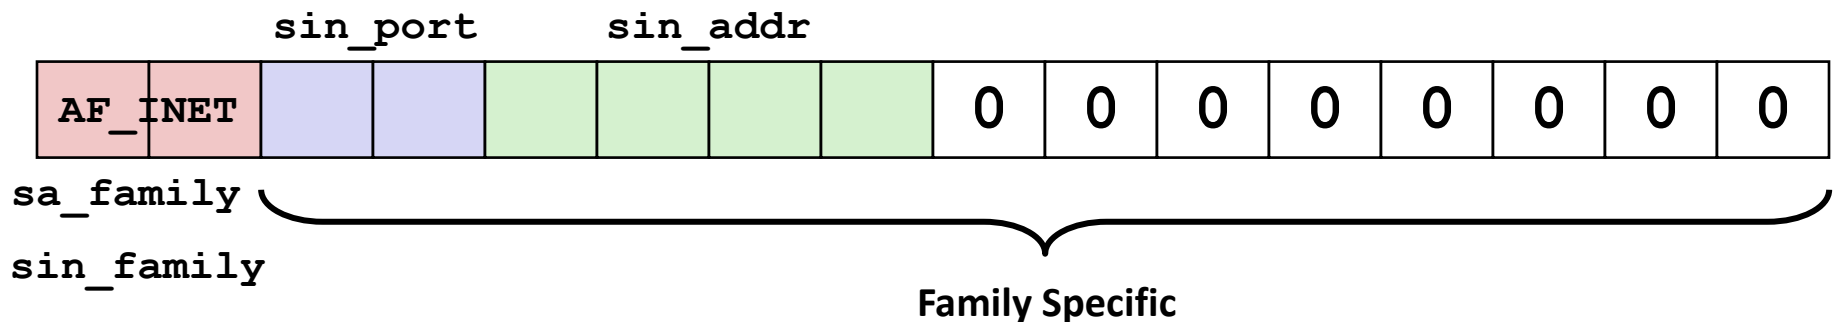 sin_port sin_addr
AF_INET 0 0 0 0 0 0 0 0
sa_family
sin_family
Family Specific